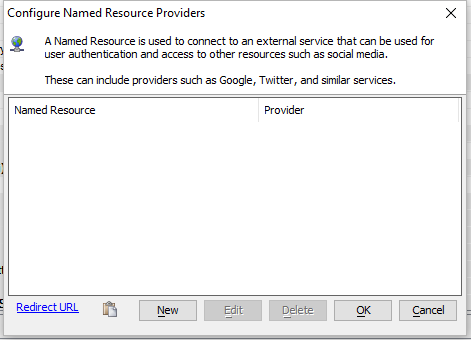 Configure Named Resource Providers
A Named Resource is used to connect to an external service that can be used for
user authentication and access to other resources such as social media.
These can include providers such as Google, Twitter, and similar services.
Named Resource Provider
Redirect URL New Edit Delete OK Cancel